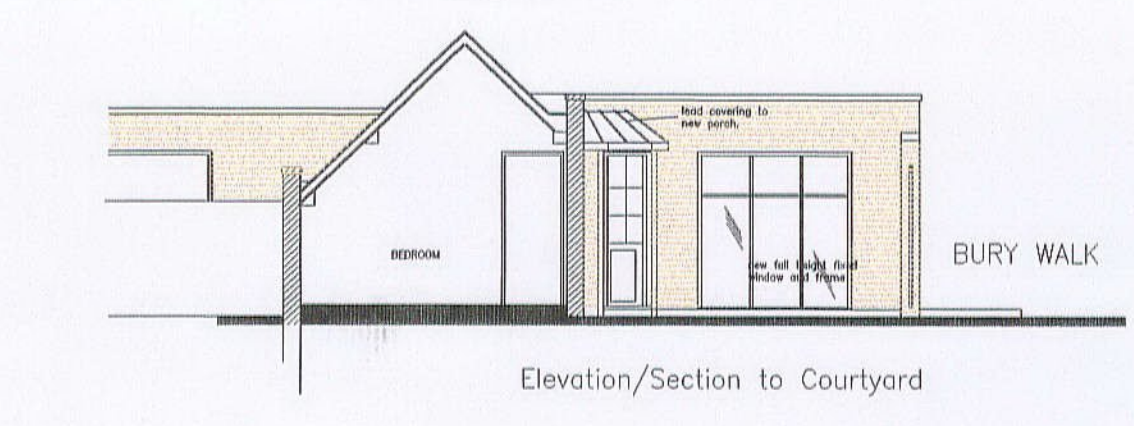 lead covering to
new porch.
BEDROOM
BURY WALK
new full height fixed
window and frame
Elevation/Section to Courtyard